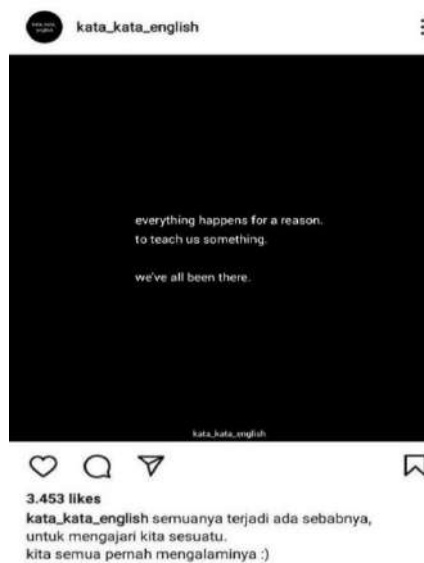 kata_kata_english
everything happens for a reason.
to teach us something.
we've all been there.
kata_kata_english
3.453 likes
kata_kata_english semuanya terjadi ada sebabnya,
untuk mengajari kita sesuatu.
kita semua pernah mengalaminya :)